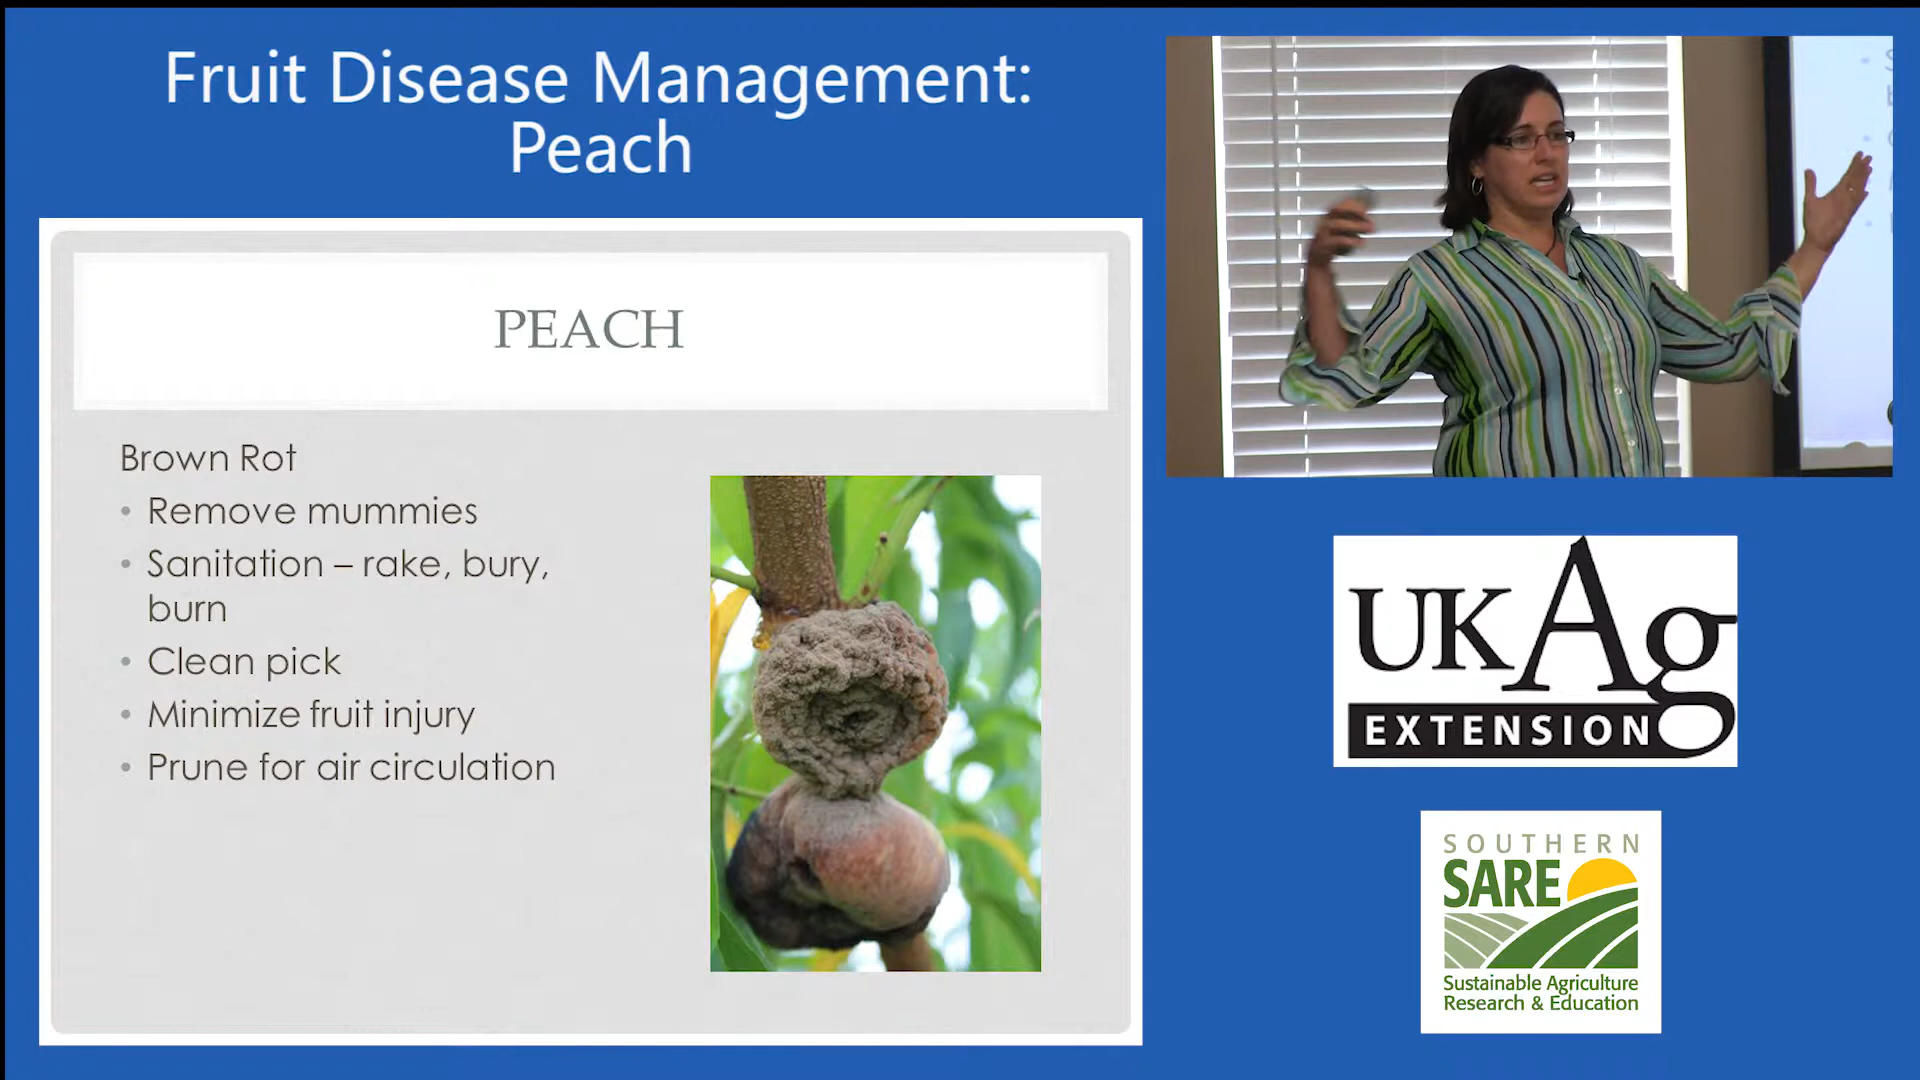 Fruit Disease Management:
Peach
PEACH
Brown Rot
• Remove mummies
• Sanitation – rake, bury,
burn
• Clean pick
• Minimize fruit injury
• Prune for air circulation
UKAg
EXTENSION
SOUTHERN
SARE
Sustainable Agriculture
Research & Education